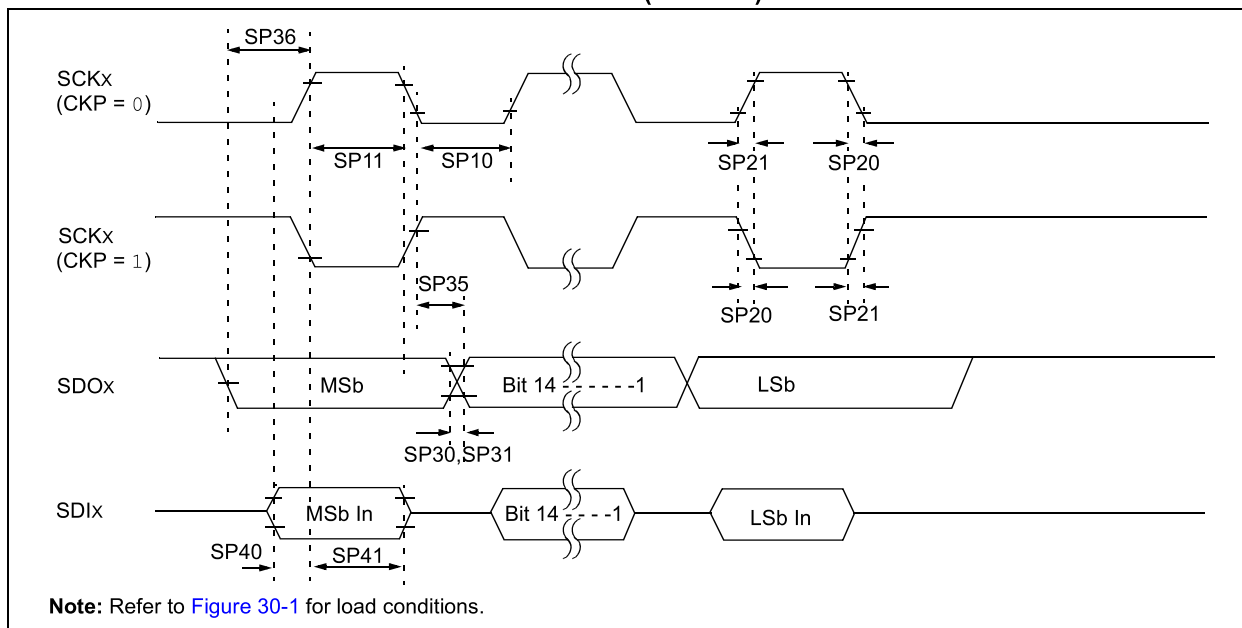 SP36
SCKx
(CKP = 0)
SP11
SP10
SP21
SP20
SCKx
(CKP = 1)
SP35
SP20
SP21
SDOx
MSb
Bit 14 - - - - - -1
LSb
SP30,SP31
SDIx
MSb In
Bit 14 - - - - -1
LSb In
SP40
SP41
Note: Refer to Figure 30-1 for load conditions.